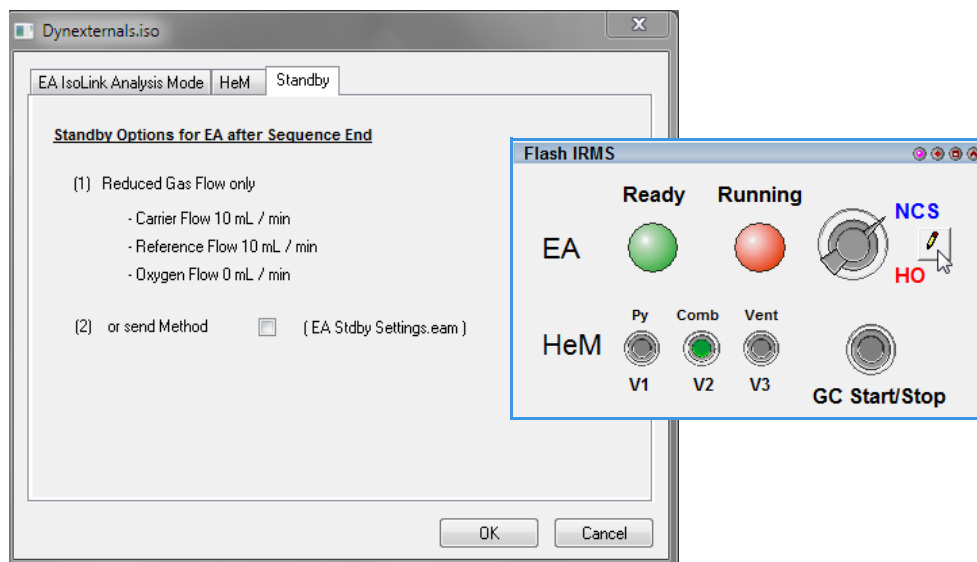 Dynexternals.iso
EA IsoLink Analysis Mode HeM Standby
Standby Options for EA after Sequence End
(1) Reduced Gas Flow only
- Carrier Flow 10 mL / min
- Reference Flow 10 mL / min
- Oxygen Flow 0 mL / min
(2) or send Method ( EA Stdby Settings.eam )
OK Cancel
Flash IRMS
Ready Running
NCS
EA
HO
Py Comb Vent
HeM
V1 V2 V3
GC Start/Stop